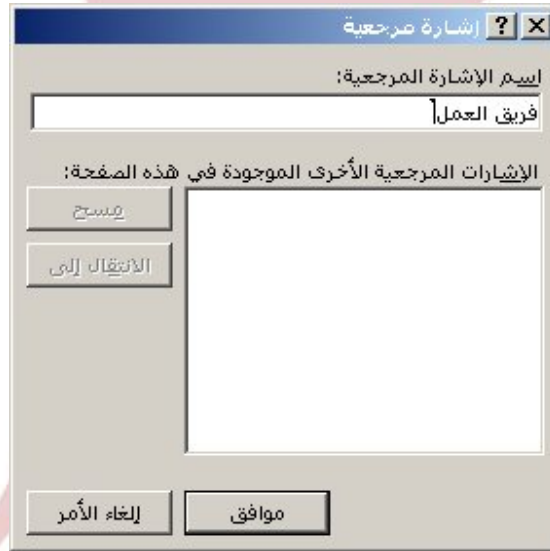 إشارة مرجعية
اسم الإشارة المرجعية:
فريق العمل
الإشارات المرجعية الأخرى الموجودة في هذه الصفحة:
مسح
الانتقال إلى
موافق
إلغاء الأمر